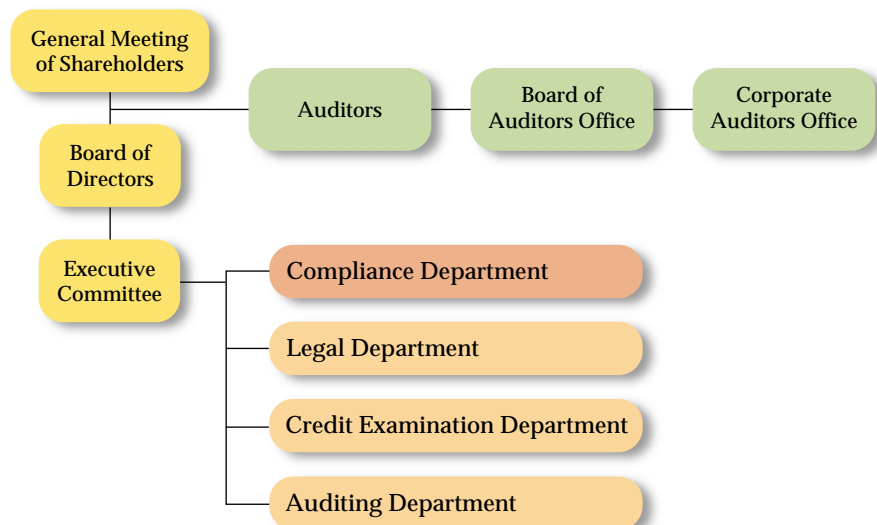 General Meeting
of Shareholders
Auditors
Board of
Auditors Office
Corporate
Auditors Office
Board of
Directors
Executive
Committee
Compliance Department
Legal Department
Credit Examination Department
Auditing Department